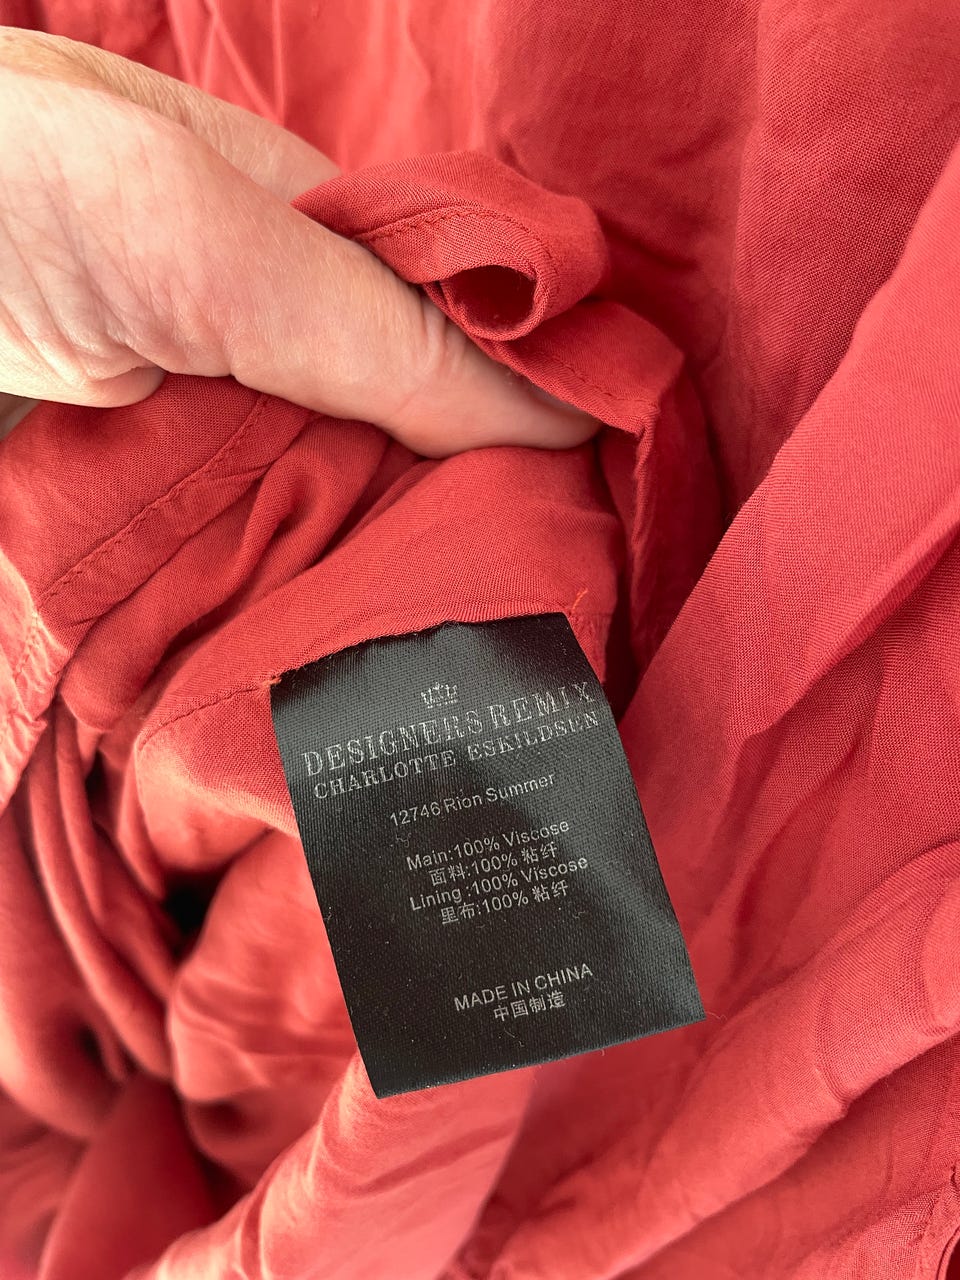 DESIGNERS REMIX
CHARLOTTE ESKILDSEN
12746 Rion Summer
Main:100% Viscose
面料:100% 粘纤
Lining :100% Viscose
里布:100% 粘纤
MADE IN CHINA
中国制造